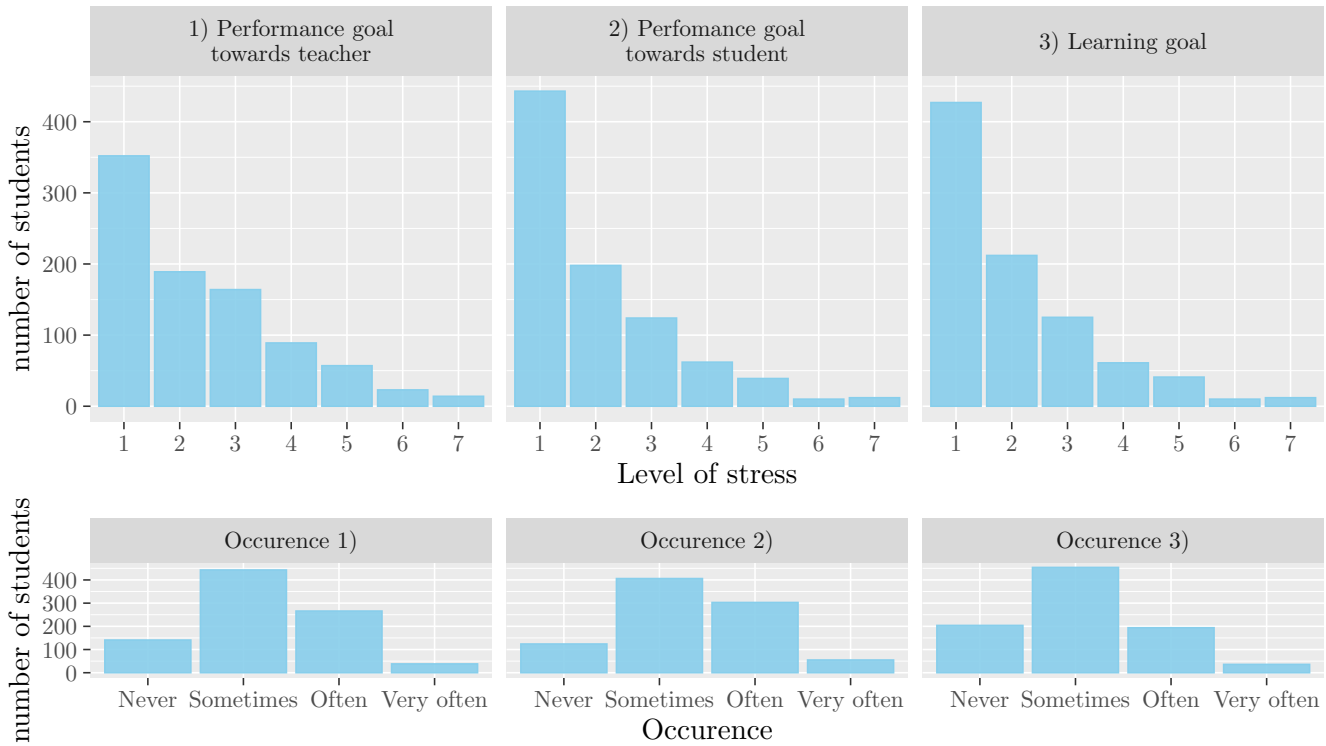 1) Performance goal
towards teacher
2) Perfomance goal
towards student
3) Learning goal
number of students
400
300
200
100
0
1 2 3 4 5 6 7
1 2 3 4 5 6 7
1 2 3 4 5 6 7
Level of stress
Occurence 1)
Occurence 2)
Occurence 3)
number of students
400
300
200
100
0
Never Sometimes Often Very often
Never Sometimes Often Very often
Never Sometimes Often Very often
Occurence